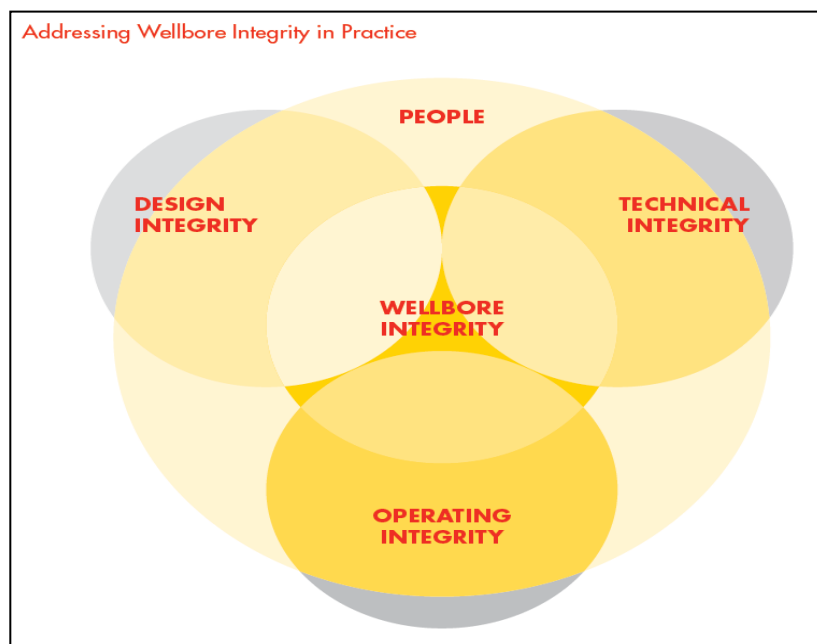 Addressing Wellbore Integrity in Practice
PEOPLE
DESIGN
INTEGRITY
TECHNICAL
INTEGRITY
WELLBORE
INTEGRITY
OPERATING
INTEGRITY